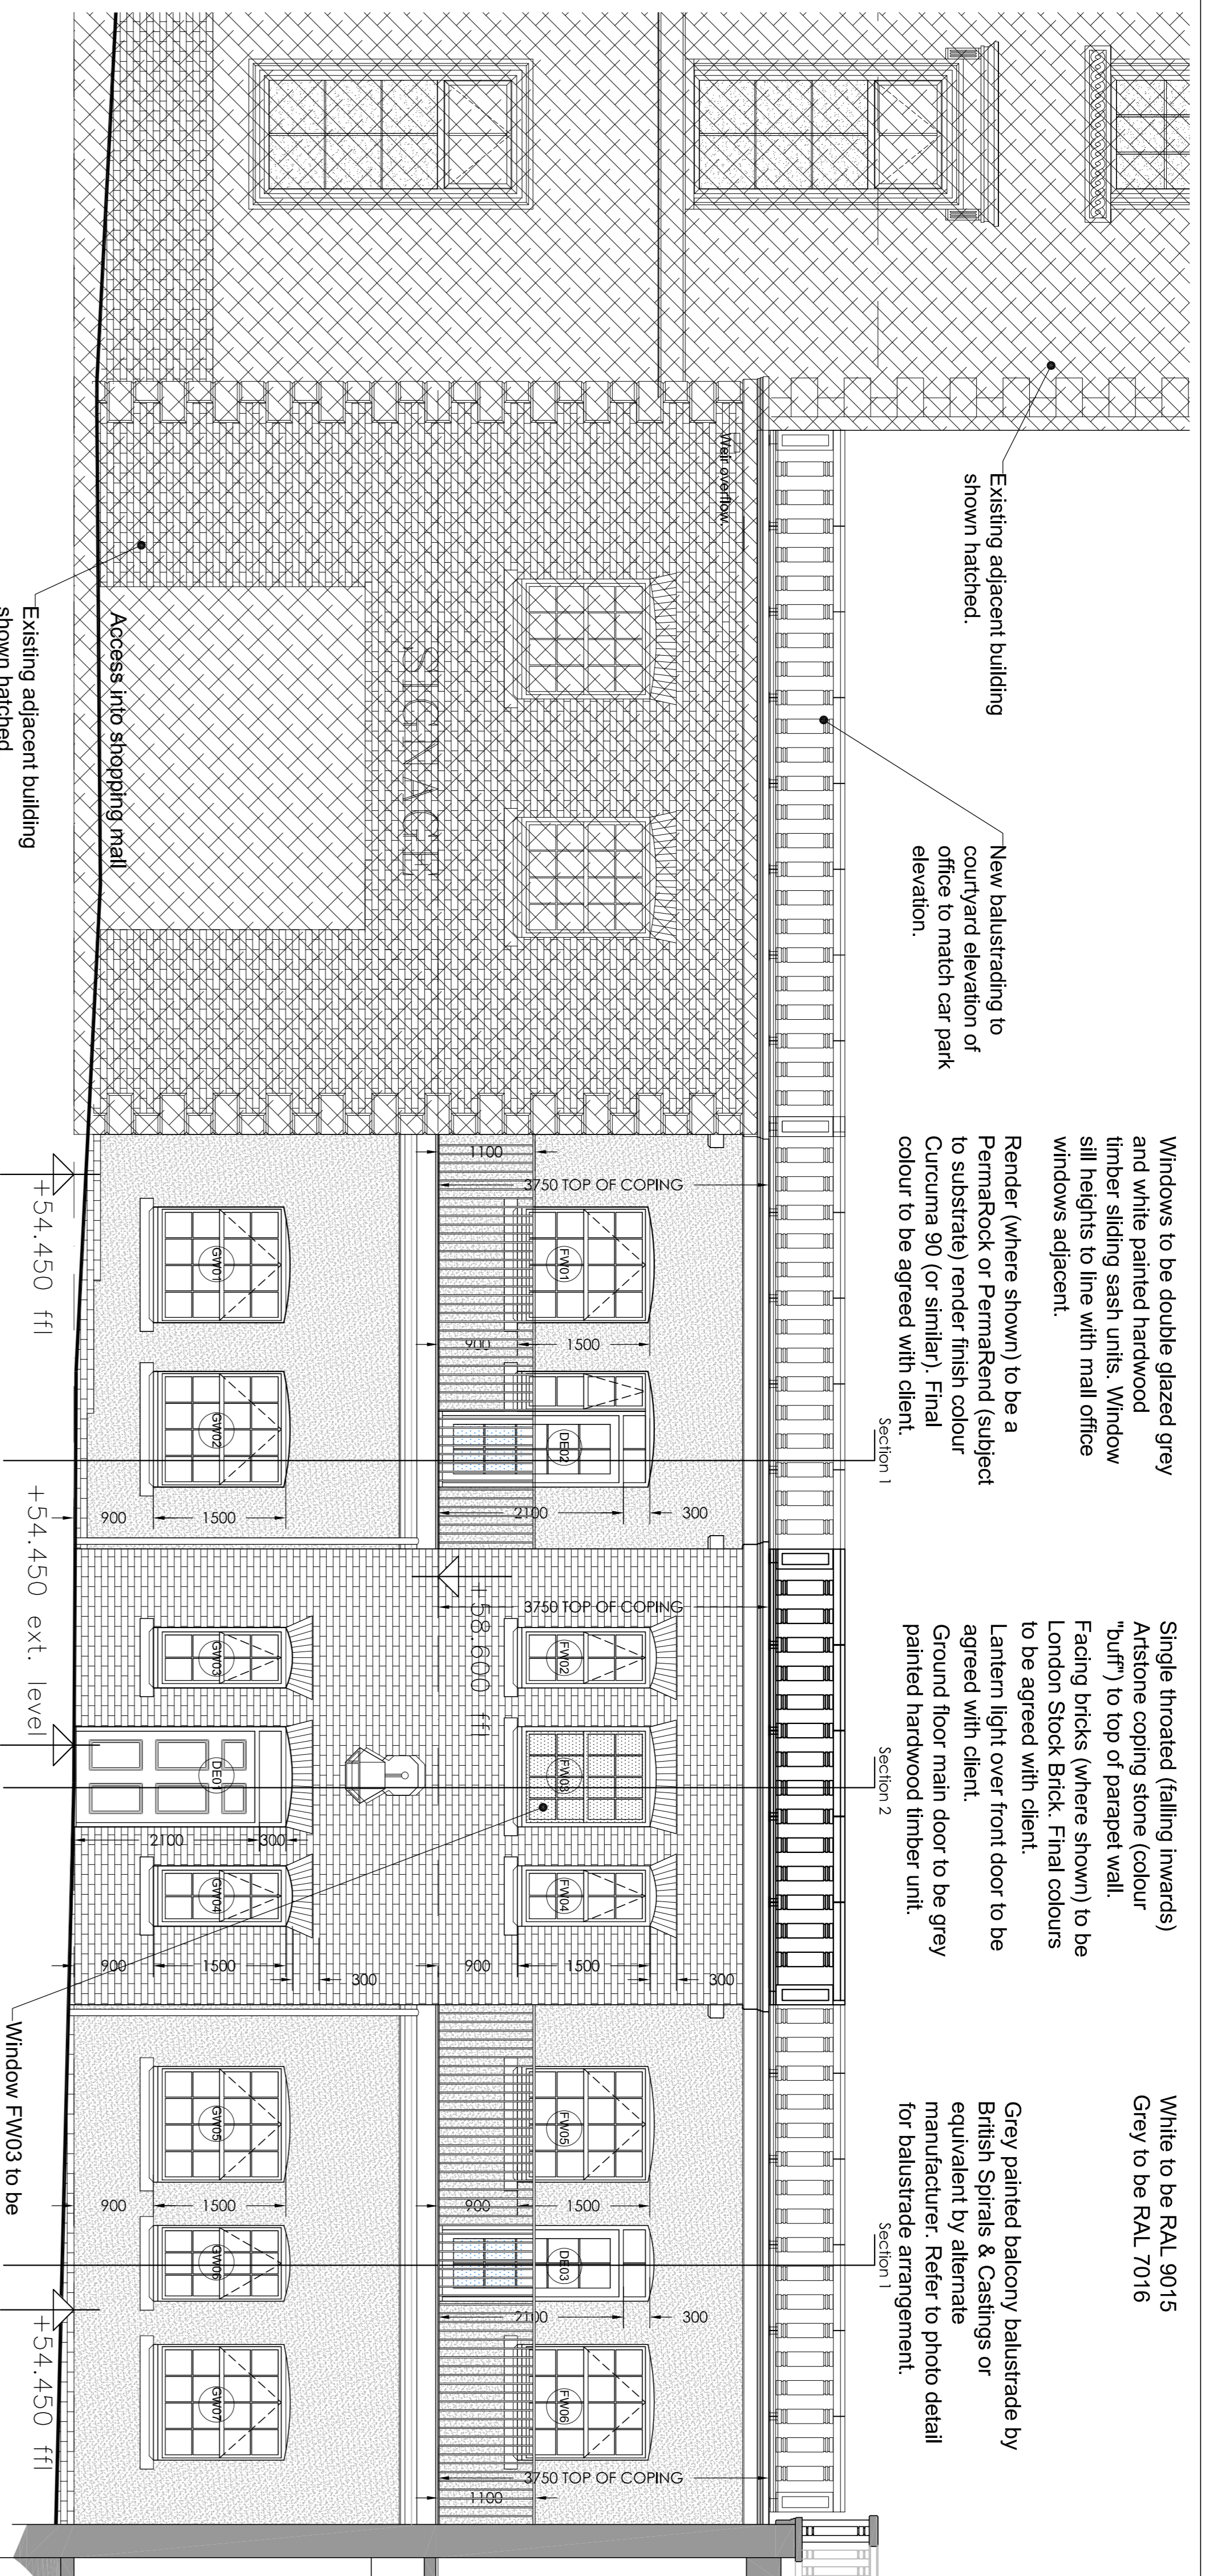 Existing adjacent building
shown hatched.
New balustrading to
courtyard elevation of
office to match car park
elevation.
Windows to be double glazed grey
and white painted hardwood
timber sliding sash units. Window
sill heights to line with mall office
windows adjacent.
Render (where shown) to be a
PermaRock or PermaRend (subject
to substrate) render finish colour
Curcuma 90 (or similar). Final
colour to be agreed with client.
Single throated (falling inwards)
Artstone coping stone (colour
"buff") to top of parapet wall.
Facing bricks (where shown) to be
London Stock Brick. Final colours
to be agreed with client.
Lantern light over front door to be
agreed with client.
Ground floor main door to be grey
painted hardwood timber unit.
White to be RAL 9015
Grey to be RAL 7016
Grey painted balcony balustrade by
British Spirals & Castings or
equivalent by alternate
manufacturer. Refer to photo detail
for balustrade arrangement.
Section 1
Section 2
Section 1
Weir overflow.
SIGNAGE
1100
3750 TOP OF COPING
FW01
900
1500
DE02
2100
300
3750 TOP OF COPING
+58.600 ffl
FW02
FW03
FW04
900
1500
300
FW05
900
1500
DE03
2100
300
FW06
3750 TOP OF COPING
1100
GW01
GW02
900
1500
GW03
DE01
2100
300
GW04
900
1500
300
GW05
900
1500
GW06
GW07
Access into shopping mall
Existing adjacent building
shown hatched
+54.450 ffl
+54.450 ext. level
Window FW03 to be
+54.450 ffl